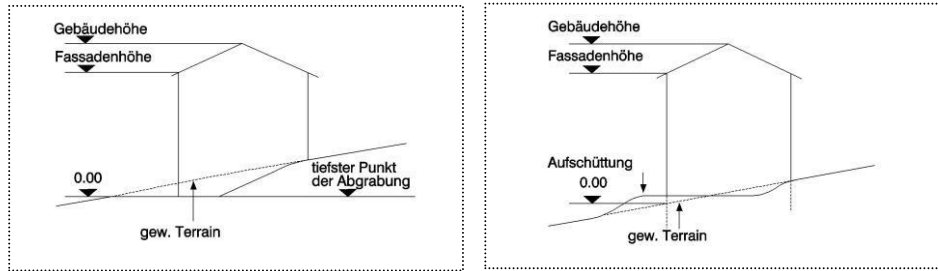 Gebäudehöhe
Fassadenhöhe
0.00
tiefster Punkt
der Abgrabung
gew. Terrain
Gebäudehöhe
Fassadenhöhe
Aufschüttung
0.00
gew. Terrain